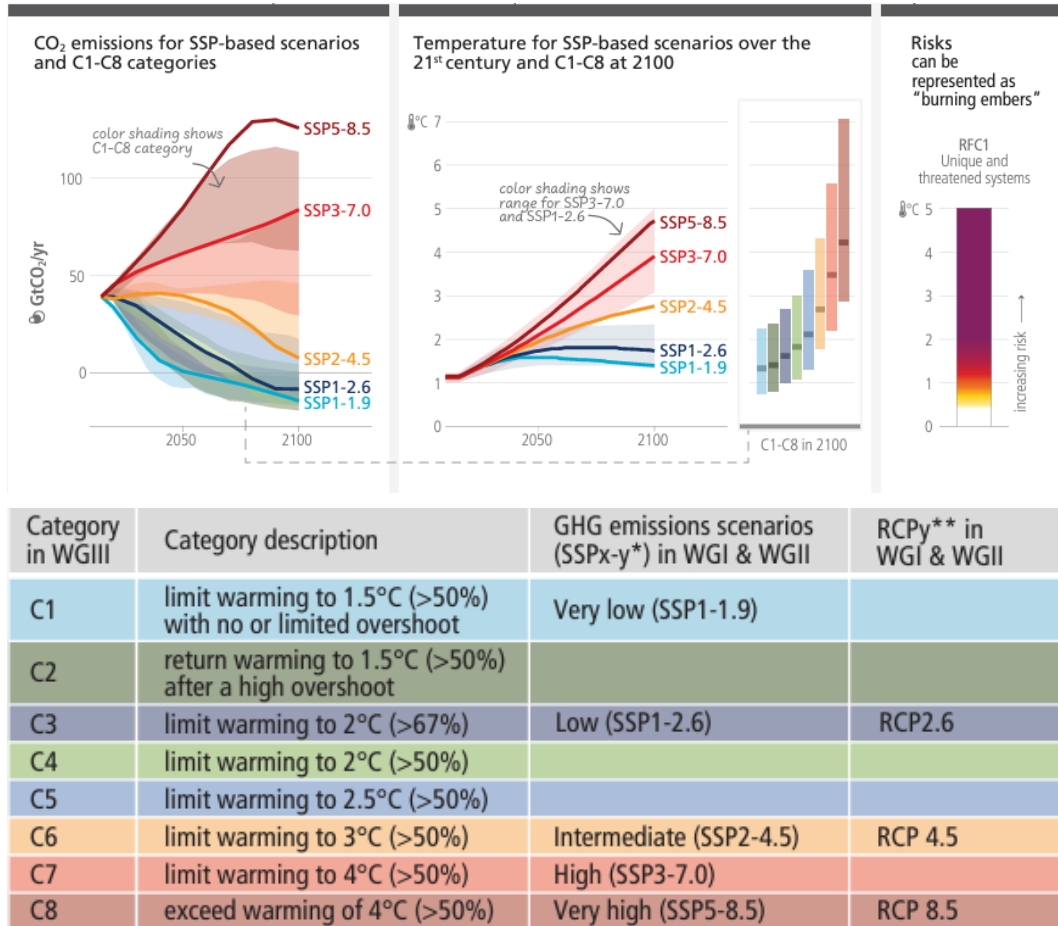 CO₂ emissions for SSP-based scenarios
and C1-C8 categories
color shading shows
C1-C8 category
SSP5-8.5
100
SSP3-7.0
50
GtCO₂/yr
SSP2-4.5
0
SSP1-2.6
SSP1-1.9
2050
2100
Temperature for SSP-based scenarios over the
21st century and C1-C8 at 2100
°C 7
6
color shading shows
range for SSP3-7.0
and SSP1-2.6
5
SSP5-8.5
4
SSP3-7.0
3
SSP2-4.5
2
SSP1-2.6
SSP1-1.9
1
0
2050
2100
C1-C8 in 2100
Risks
can be
represented as
“burning embers”
RFC1
Unique and
threatened systems
°C 5
4
3
2
1
0
increasing risk
Category
in WGIII
Category description
GHG emissions scenarios
(SSPx-y*) in WGI & WGII
RCPy** in
WGI & WGII
C1
limit warming to 1.5°C (>50%)
with no or limited overshoot
Very low (SSP1-1.9)
C2
return warming to 1.5°C (>50%)
after a high overshoot
C3
limit warming to 2°C (>67%)
Low (SSP1-2.6)
RCP2.6
C4
limit warming to 2°C (>50%)
C5
limit warming to 2.5°C (>50%)
C6
limit warming to 3°C (>50%)
Intermediate (SSP2-4.5)
RCP 4.5
C7
limit warming to 4°C (>50%)
High (SSP3-7.0)
C8
exceed warming of 4°C (>50%)
Very high (SSP5-8.5)
RCP 8.5